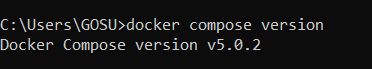 C:\Users\GOSU>docker compose version
Docker Compose version v5.0.2